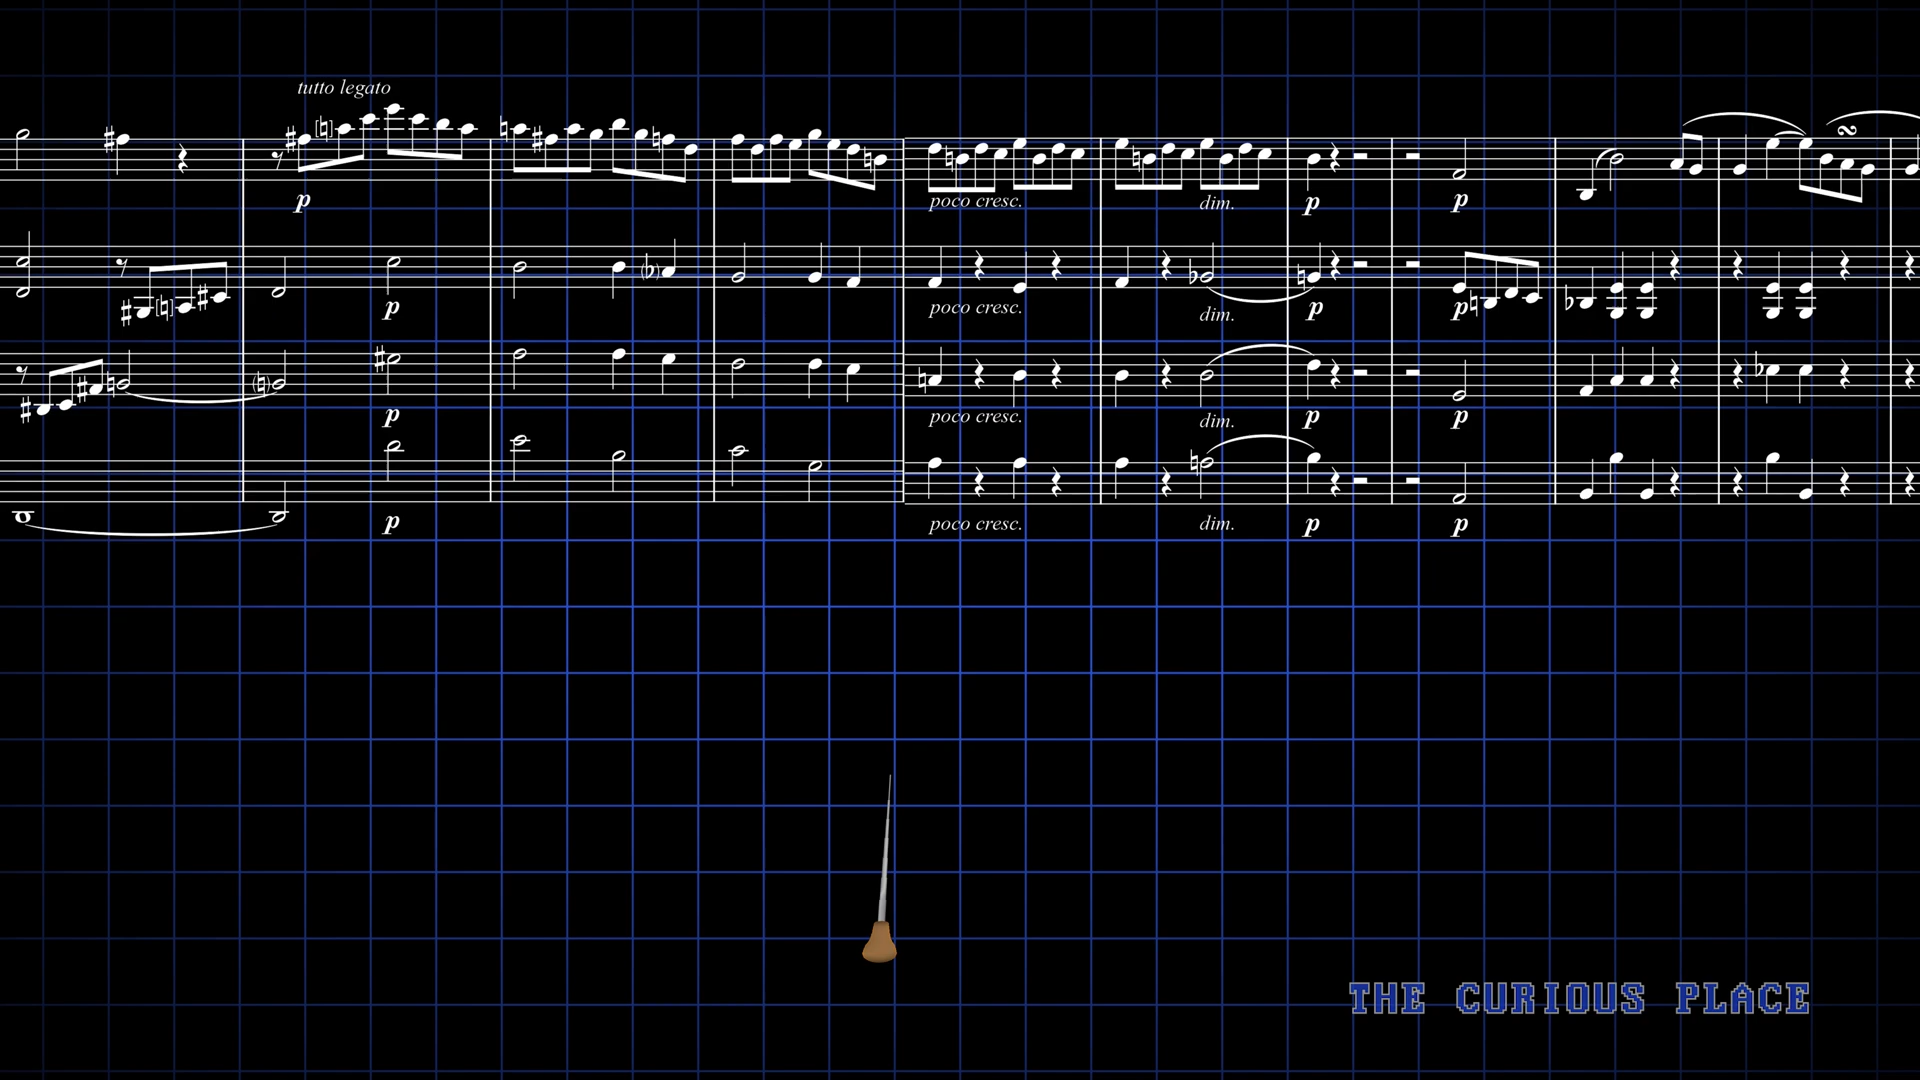 tutto legato
p
poco cresc. dim. p p
p poco cresc. dim. p p
p poco cresc. dim. p p
p poco cresc. dim. p p
THE CURIOUS PLACE